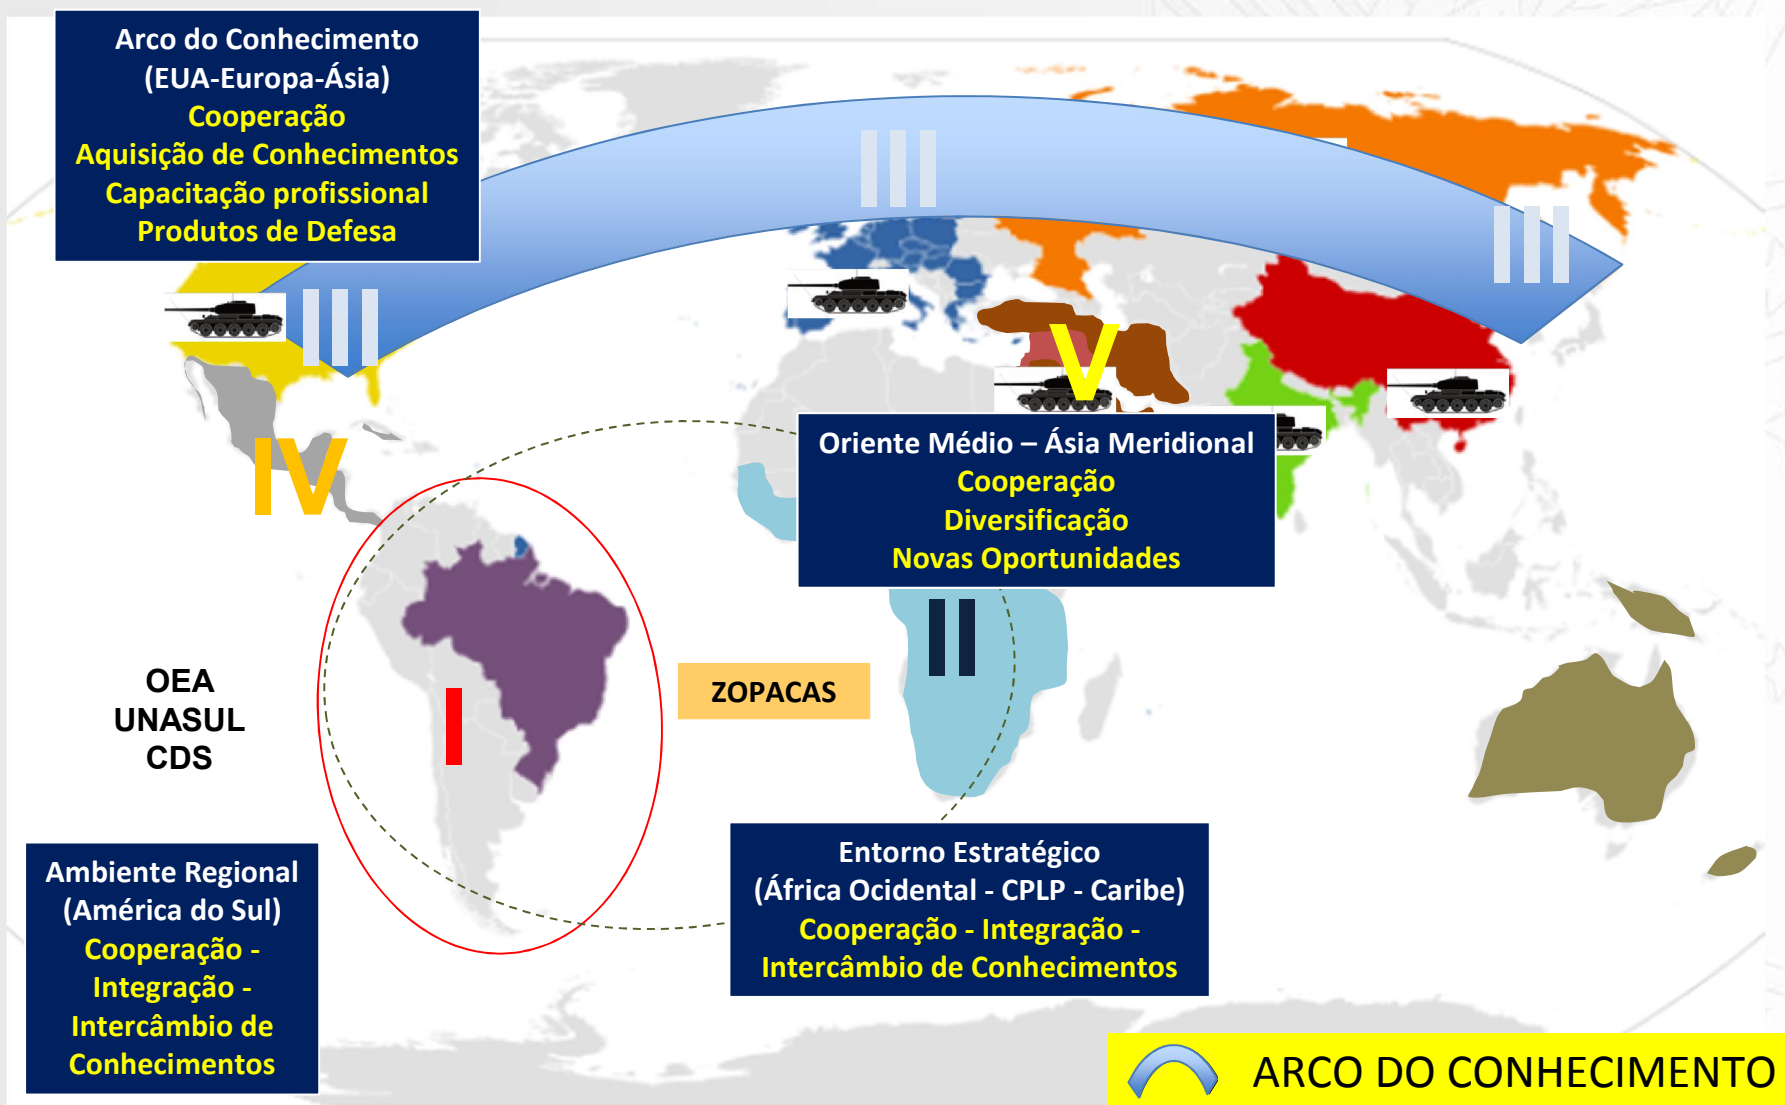 Arco do Conhecimento
(EUA-Europa-Ásia)
Cooperação
Aquisição de Conhecimentos
Capacitação profissional
Produtos de Defesa
III
III
III
V
IV
Oriente Médio – Ásia Meridional
Cooperação
Diversificação
Novas Oportunidades
II
I
OEA
UNASUL
CDS
ZOPACAS
Ambiente Regional
(América do Sul)
Cooperação -
Integração -
Intercâmbio de
Conhecimentos
Entorno Estratégico
(África Ocidental - CPLP - Caribe)
Cooperação - Integração -
Intercâmbio de Conhecimentos
ARCO DO CONHECIMENTO